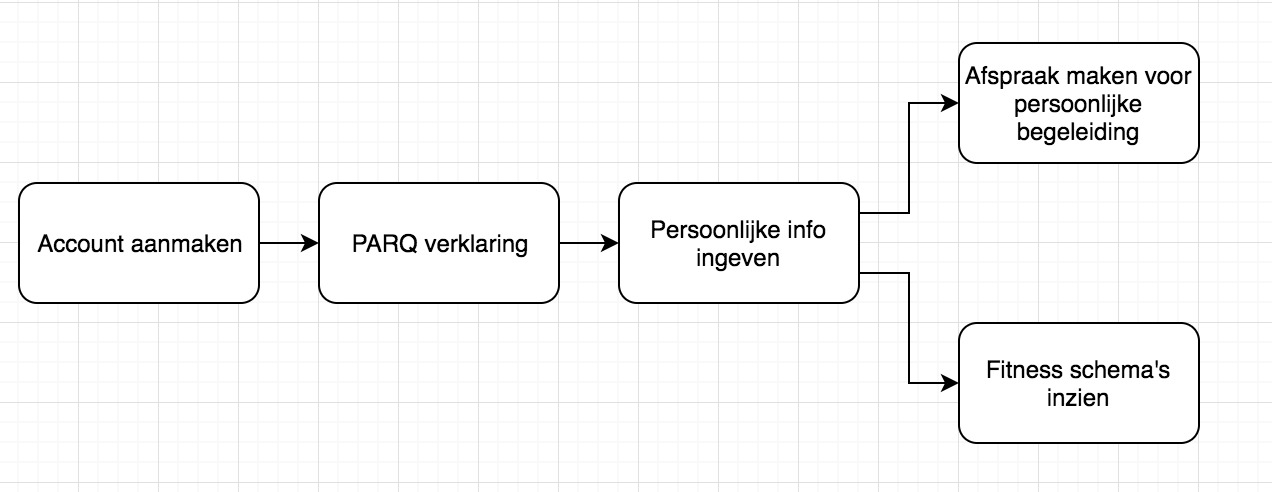 Account aanmaken
PARQ verklaring
Persoonlijke info
ingeven
Afspraak maken voor
persoonlijke
begeleiding
Fitness schema's
inzien